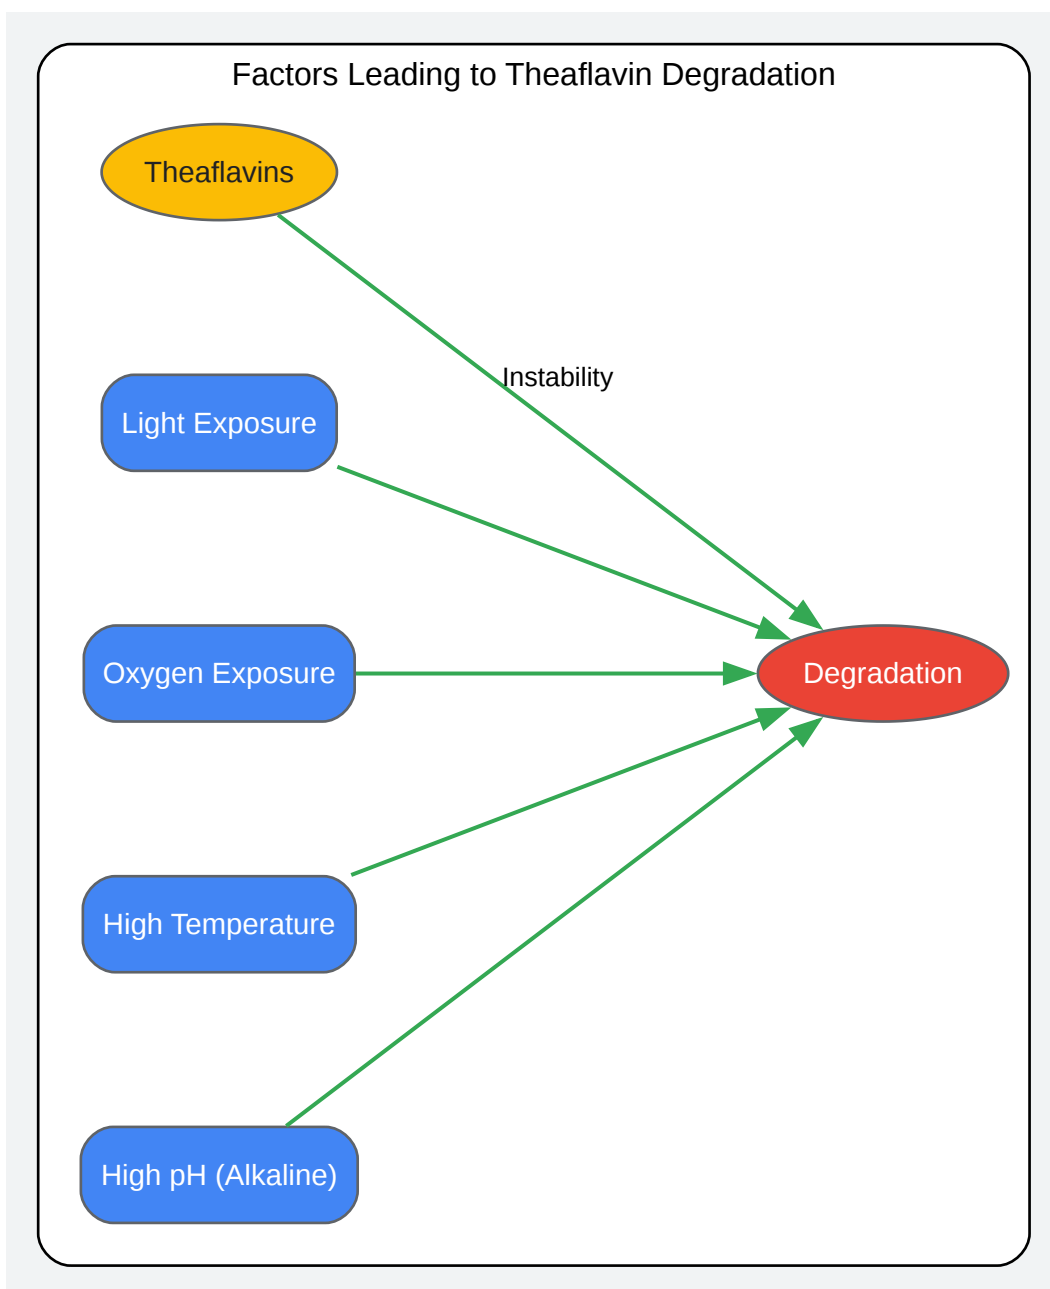 Factors Leading to Theaflavin Degradation
Theaflavins
Instability
Light Exposure
Oxygen Exposure
Degradation
High Temperature
High pH (Alkaline)